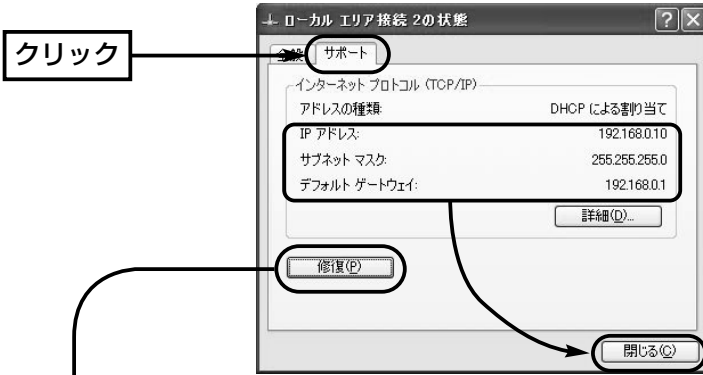 ローカル エリア接続 2の状態
クリック
全般
サポート
インターネット プロトコル (TCP/IP)
アドレスの種類:
DHCP による割り当て
IP アドレス:
192.168.0.10
サブネット マスク:
255.255.255.0
デフォルト ゲートウェイ:
192.168.0.1
詳細(D)...
修復(P)
閉じる(C)